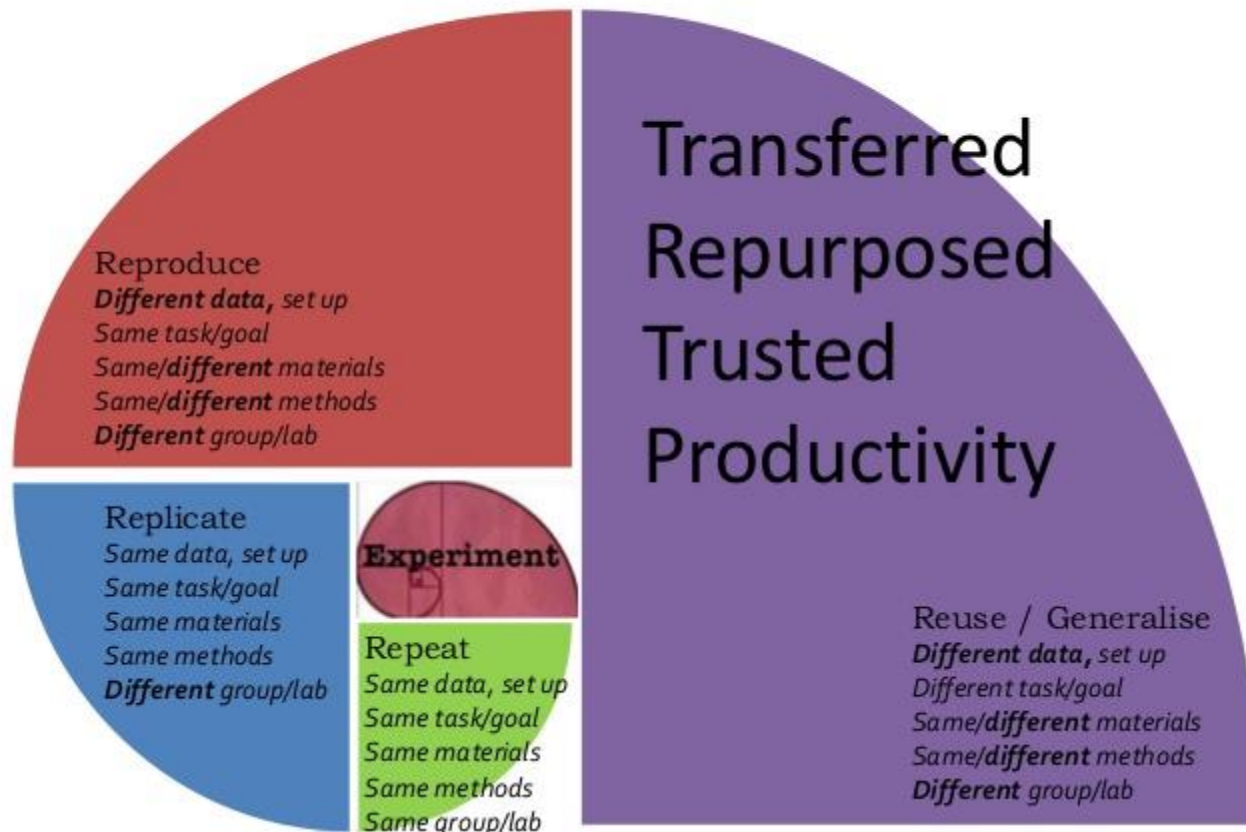 Transferred
Repurposed
Trusted
Productivity
Reproduce
Different data, set up
Same task/goal
Same/different materials
Same/different methods
Different group/lab
Replicate
Same data, set up
Same task/goal
Same materials
Same methods
Different group/lab
Experiment
Repeat
Same data, set up
Same task/goal
Same materials
Same methods
Same group/lab
Reuse / Generalise
Different data, set up
Different task/goal
Same/different materials
Same/different methods
Different group/lab